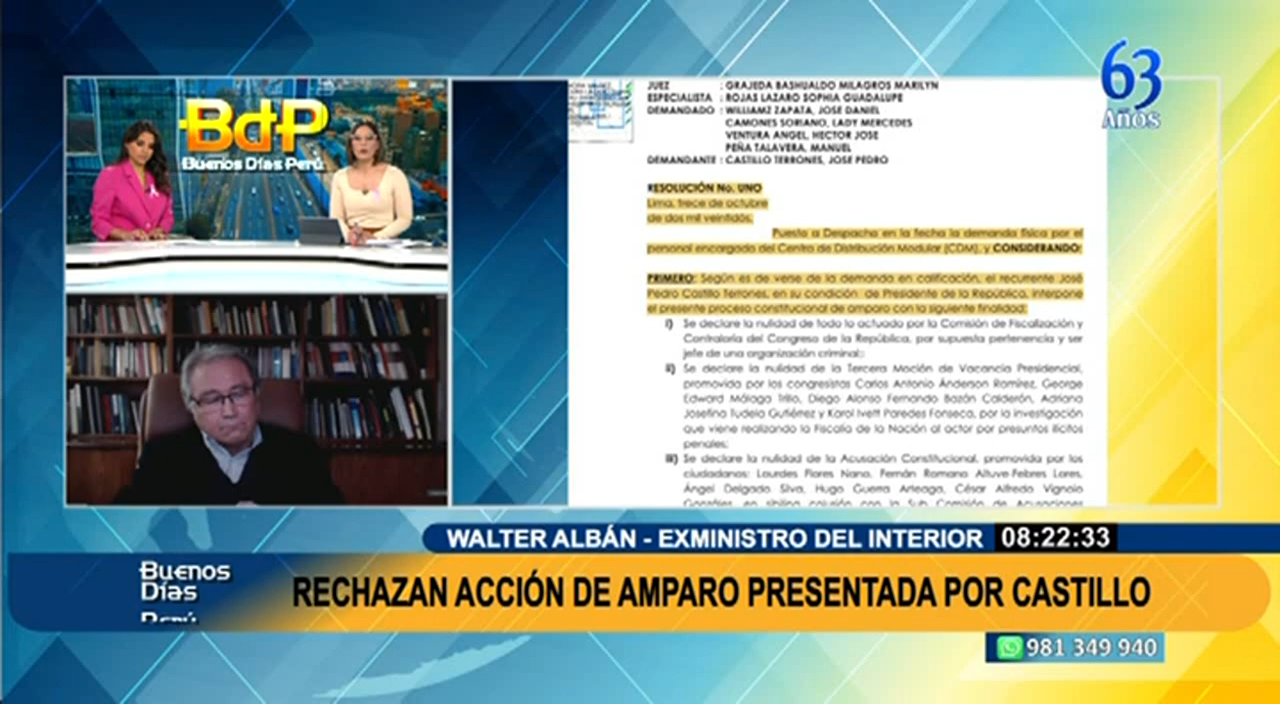 63
Años
BdP
Buenos Días Perú
JUEZ : GRAJEDA BASHUALDO MILAGROS MARILYN
ESPECIALISTA : ROJAS LAZARO SOPHIA GUADALUPE
DEMANDADO : WILLIAMZ ZAPATA, JOSE DANIEL
CAMONES SORIANO, LADY MERCEDES
VENTURA ANGEL, HECTOR JOSE
PEÑA TALAVERA, MANUEL
DEMANDANTE : CASTILLO TERRONES, JOSE PEDRO
RESOLUCIÓN No. UNO
Lima, trece de octubre
de dos mil veintidós.
Puesto a Despacho en la fecha la demanda física por el
personal encargado del Centro de Distribución Modular (CDM), y CONSIDERANDO:
PRIMERO: Según es de verse de la demanda en calificación, el recurrente José
Pedro Castillo Terrones, en su condición de Presidente de la República, interpone
el presente proceso constitucional de amparo con la siguiente finalidad:
i) Se declare la nulidad de todo lo actuado por la Comisión de Fiscalización y
Contraloría del Congreso de la República, por supuesta pertenencia y ser
jefe de una organización criminal;
ii) Se declare la nulidad de la Tercera Moción de Vacancia Presidencial,
promovida por los congresistas Carlos Antonio Ánderson Ramírez, George
Edward Málaga Trillo, Diego Alonso Fernando Bazán Calderón, Adriana
Josefina Tudela Gutiérrez y Karol Ivett Paredes Fonseca, por la investigación
que viene realizando la Fiscalía de la Nación al actor por presuntos ilícitos
penales;
iii) Se declare la nulidad de la Acusación Constitucional, promovida por los
ciudadanos: Lourdes Flores Nano, Fernán Romano Altuve-Febres Lores,
Ángel Delgado Silva, Hugo Guerra Arteaga, César Alfredo Vignolo
en sibilina colusión con la Sub Comisión de Acusaciones
WALTER ALBÁN - EXMINISTRO DEL INTERIOR 08:22:33
Buenos
Días
Perú
RECHAZAN ACCIÓN DE AMPARO PRESENTADA POR CASTILLO
981 349 940